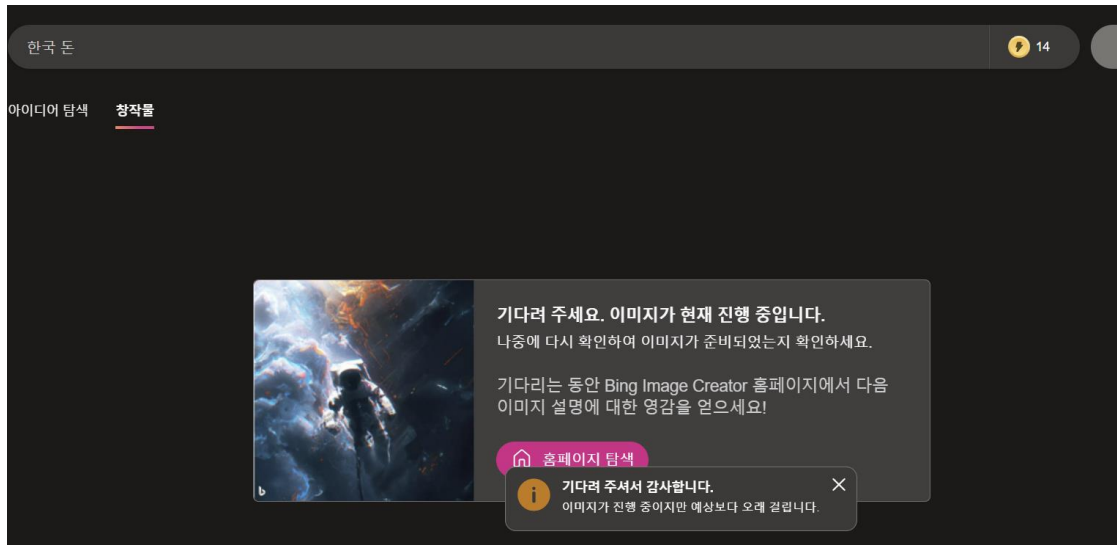 한국 돈
14
아이디어 탐색
창작물
기다려 주세요. 이미지가 현재 진행 중입니다.
나중에 다시 확인하여 이미지가 준비되었는지 확인하세요.
기다리는 동안 Bing Image Creator 홈페이지에서 다음
이미지 설명에 대한 영감을 얻으세요!
홈페이지 탐색
기다려 주셔서 감사합니다.
이미지가 진행 중이지만 예상보다 오래 걸립니다.